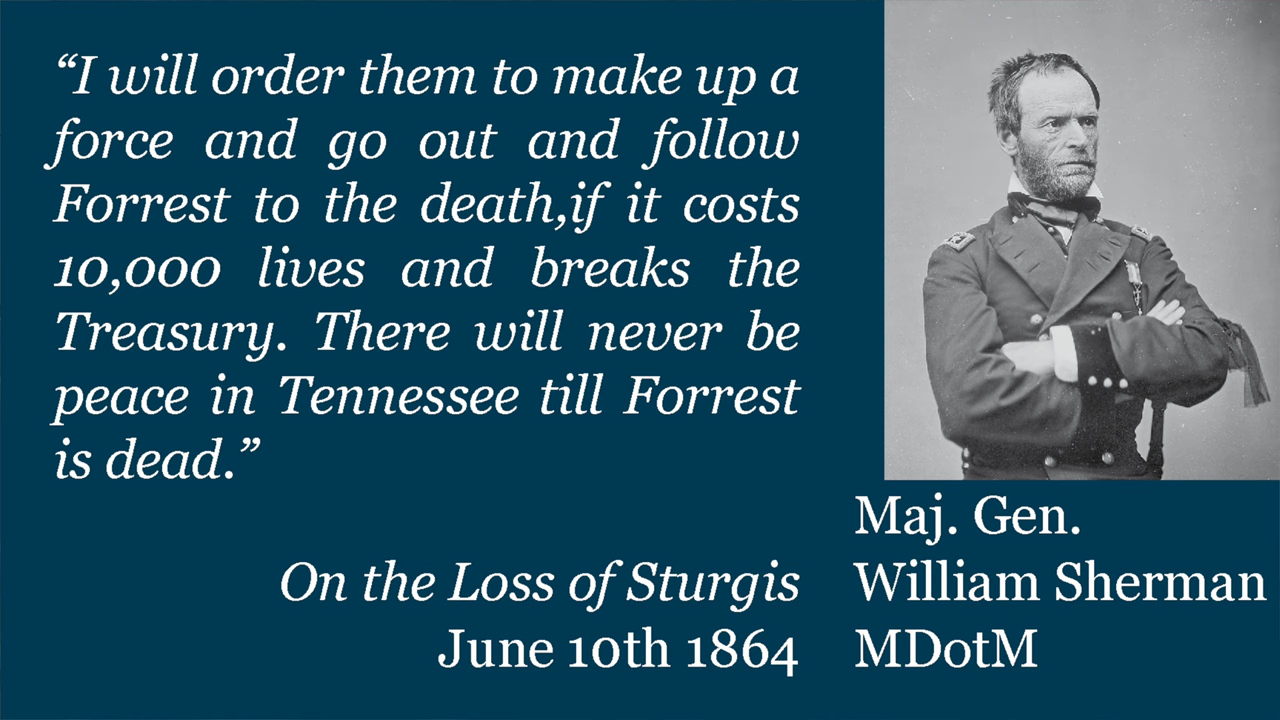 “I will order them to make up a
force and go out and follow
Forrest to the death,if it costs
10,000 lives and breaks the
Treasury. There will never be
peace in Tennessee till Forrest
is dead.”
On the Loss of Sturgis
June 10th 1864
Maj. Gen.
William Sherman
MDotM